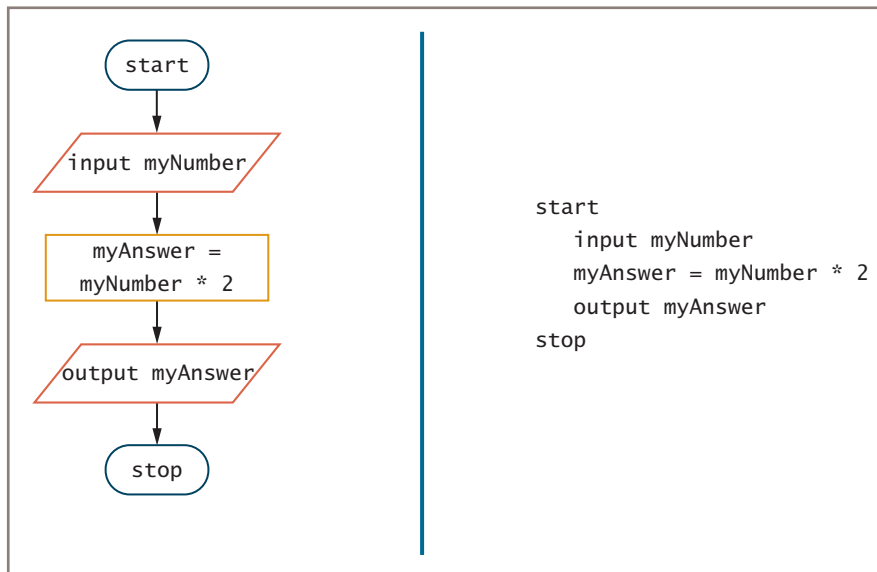 start
input myNumber
myAnswer =
myNumber * 2
output myAnswer
stop
start
input myNumber
myAnswer = myNumber * 2
output myAnswer
stop